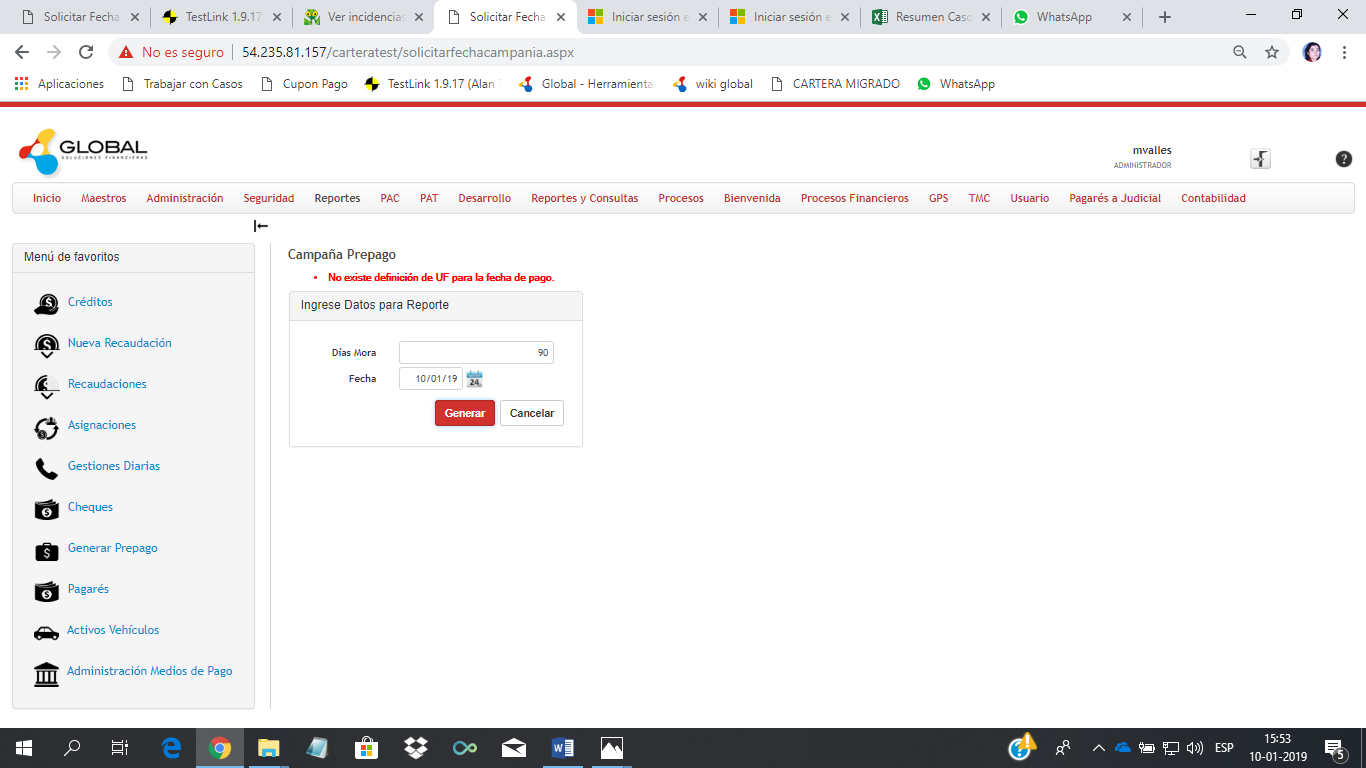 Solicitar Fecha
TestLink 1.9.17
Ver incidencias
Solicitar Fecha
Iniciar sesión e
Iniciar sesión e
Resumen Caso
WhatsApp
No es seguro
54.235.81.157/carteratest/solicitarfechacampania.aspx
Aplicaciones
Trabajar con Casos
Cupon Pago
TestLink 1.9.17 (Alan
Global - Herramienta
wiki global
CARTERA MIGRADO
WhatsApp
GLOBAL
SOLUCIONES FINANCIERAS
mvalles
ADMINISTRADOR
Inicio Maestros Administración Seguridad Reportes PAC PAT Desarrollo Reportes y Consultas Procesos Bienvenida Procesos Financieros GPS TMC Usuario Pagarés a Judicial Contabilidad
Menú de favoritos
Créditos
Nueva Recaudación
Recaudaciones
Asignaciones
Gestiones Diarias
Cheques
Generar Prepago
Pagarés
Activos Vehículos
Administración Medios de Pago
Campaña Prepago
• No existe definición de UF para la fecha de pago.
Ingrese Datos para Reporte
Días Mora 90
Fecha 10/01/19 24
Generar Cancelar
ESP
15:53
10-01-2019
5